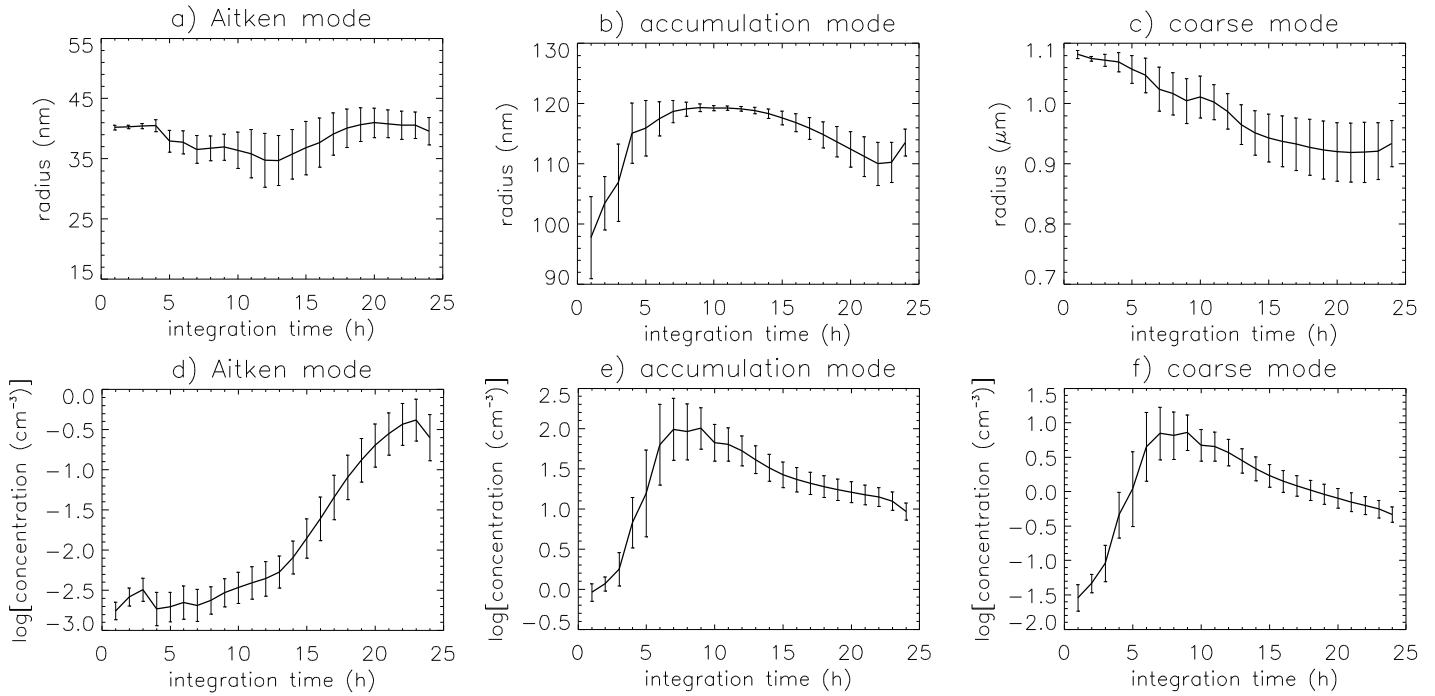 a) Aitken mode
55
45
35
25
15
radius (nm)
0 5 10 15 20 25
integration time (h)
b) accumulation mode
130
120
110
100
90
radius (nm)
0 5 10 15 20 25
integration time (h)
c) coarse mode
1.1
1.0
0.9
0.8
0.7
radius (μm)
0 5 10 15 20 25
integration time (h)
d) Aitken mode
0.0
−0.5
−1.0
−1.5
−2.0
−2.5
−3.0
log[concentration (cm⁻³)]
0 5 10 15 20 25
integration time (h)
e) accumulation mode
2.5
2.0
1.5
1.0
0.5
0.0
−0.5
log[concentration (cm⁻³)]
0 5 10 15 20 25
integration time (h)
f) coarse mode
1.5
1.0
0.5
0.0
−0.5
−1.0
−1.5
−2.0
log[concentration (cm⁻³)]
0 5 10 15 20 25
integration time (h)